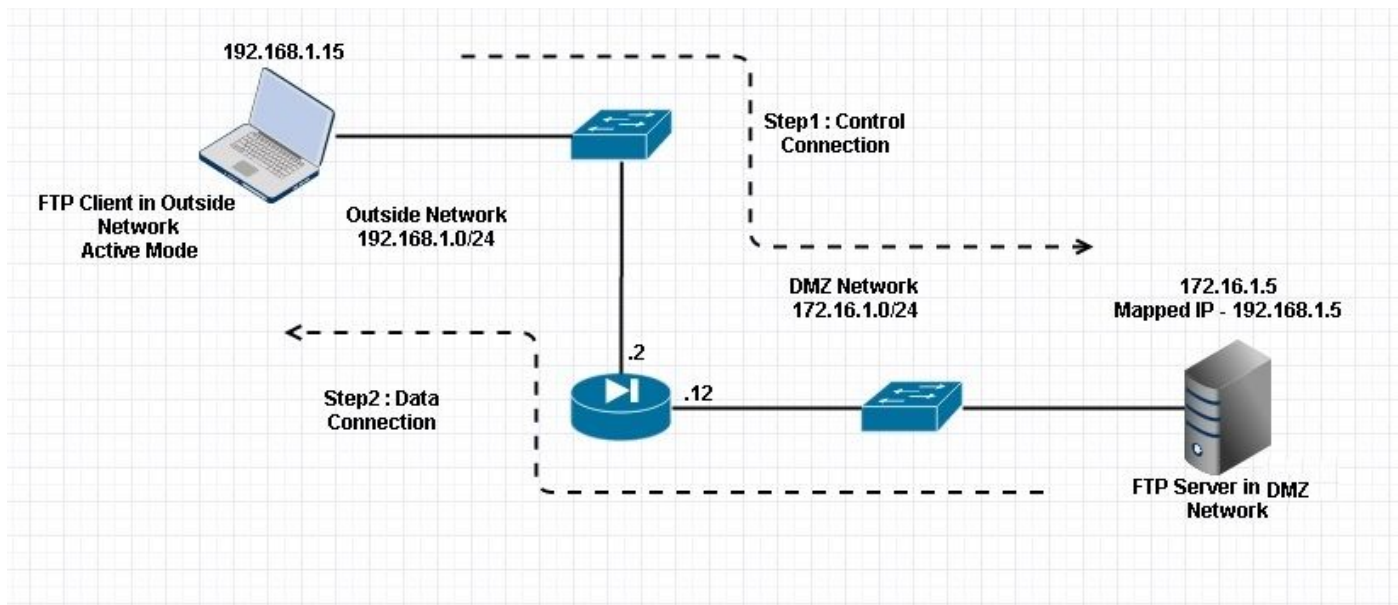 192.168.1.15
Step1 : Control
Connection
FTP Client in Outside
Network
Active Mode
Outside Network
192.168.1.0/24
DMZ Network
172.16.1.0/24
172.16.1.5
Mapped IP - 192.168.1.5
.2
.12
Step2 : Data
Connection
FTP Server in DMZ
Network